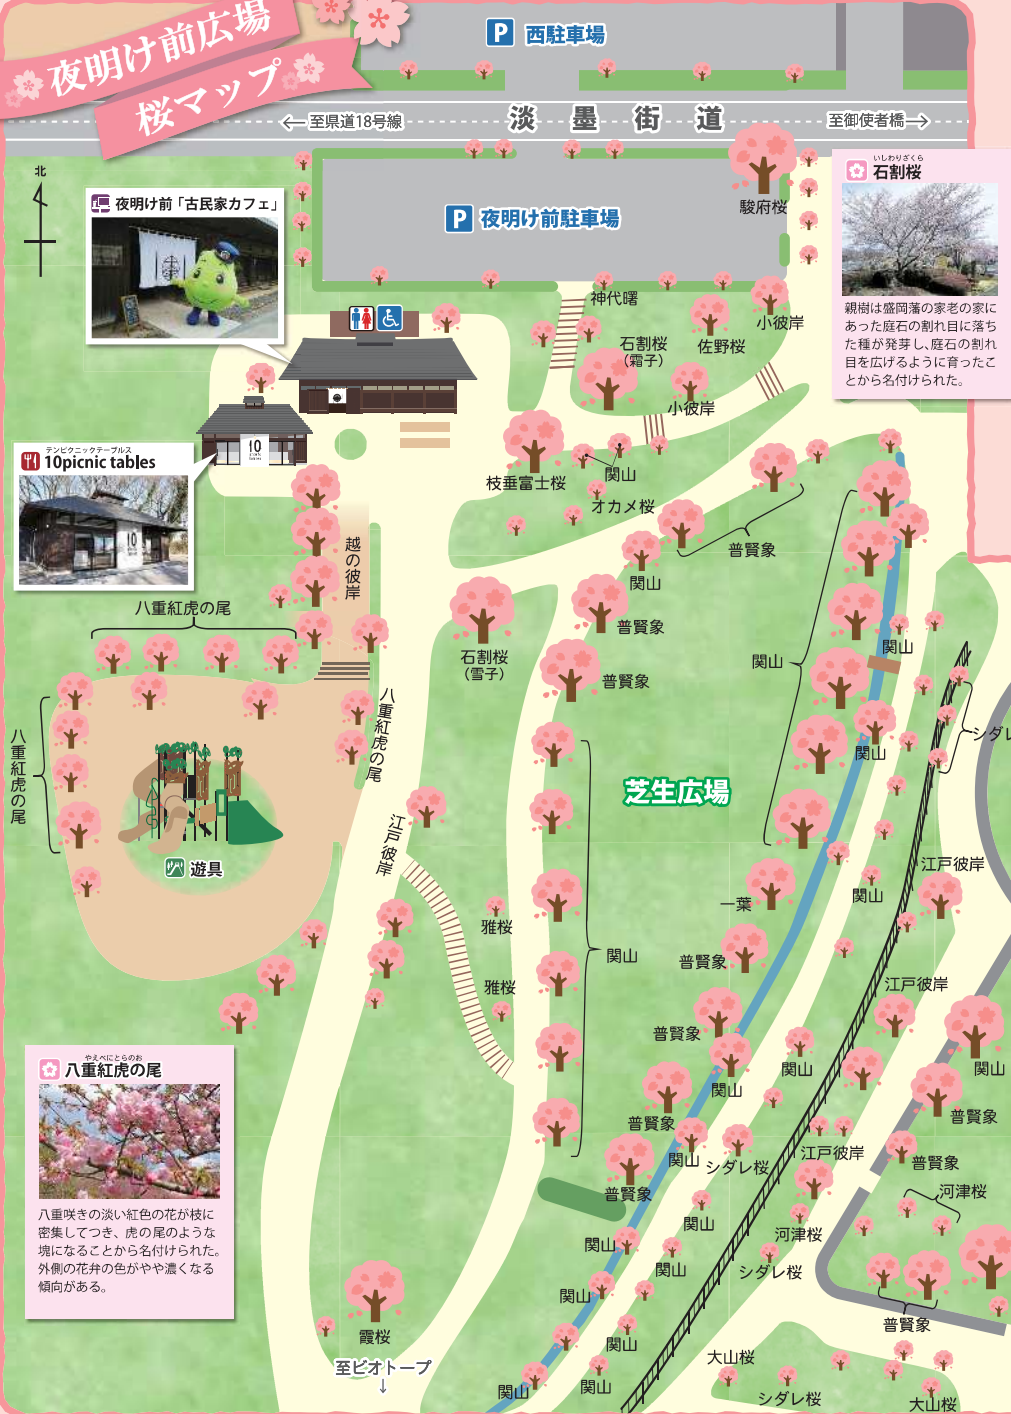 夜明け前広場
桜マップ
P 西駐車場
←至県道18号線
淡墨街道
至御使者橋→
北
夜明け前「古民家カフェ」
P 夜明け前駐車場
駿府桜
いしわりざくら
石割桜
親樹は盛岡藩の家老の家に
あった庭石の割れ目に落ち
た種が発芽し、庭石の割れ
目を広げるように育ったこ
とから名付けられた。
神代曙
小彼岸
佐野桜
石割桜
（霜子）
小彼岸
テンピクニックテーブルス
10picnic tables
10
10
枝垂富士桜
関山
オカメ桜
普賢象
越の彼岸
関山
八重紅虎の尾
普賢象
関山
石割桜
（雪子）
関山
普賢象
八重紅虎の尾
八重紅虎の尾
シダレ
関山
芝生広場
江戸彼岸
遊具
江戸彼岸
関山
一葉
雅桜
関山
普賢象
雅桜
江戸彼岸
普賢象
関山
関山
関山
やえべにとらのお
八重紅虎の尾
八重咲きの淡い紅色の花が枝に
密集してつき、虎の尾のような
塊になることから名付けられた。
外側の花弁の色がやや濃くなる
傾向がある。
普賢象
普賢象
関山
シダレ桜
江戸彼岸
普賢象
普賢象
河津桜
関山
河津桜
関山
関山
シダレ桜
関山
普賢象
霞桜
関山
大山桜
至ビオトープ
↓
関山
関山
シダレ桜
大山桜